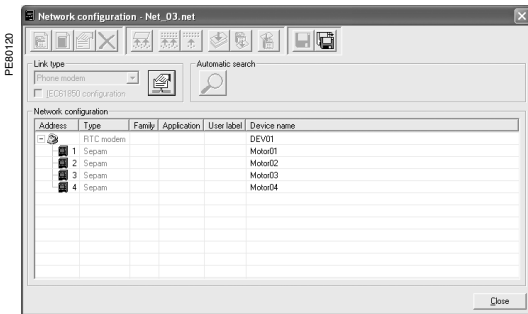 PE80120
Network configuration - Net_03.net
Link type
Phone modem
IEC61850 configuration
Automatic search
Network configuration
Address Type Family Application User label Device name
RTC modem DEV01
1 Sepam Motor01
2 Sepam Motor02
3 Sepam Motor03
4 Sepam Motor04
Close